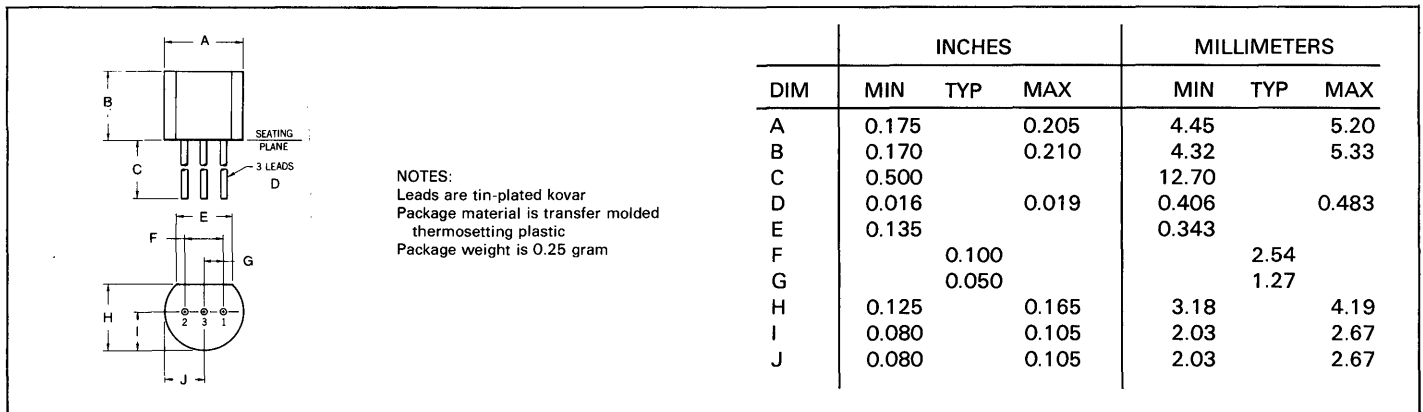 A
B
SEATING
PLANE
C
3 LEADS
D
E
F
G
H
I
2 3 1
J
NOTES:
Leads are tin-plated kovar
Package material is transfer molded
thermosetting plastic
Package weight is 0.25 gram
INCHES MILLIMETERS
DIM MIN TYP MAX MIN TYP MAX
A 0.175 0.205 4.45 5.20
B 0.170 0.210 4.32 5.33
C 0.500 12.70
D 0.016 0.019 0.406 0.483
E 0.135 0.343
F 0.100 2.54
G 0.050 1.27
H 0.125 0.165 3.18 4.19
I 0.080 0.105 2.03 2.67
J 0.080 0.105 2.03 2.67